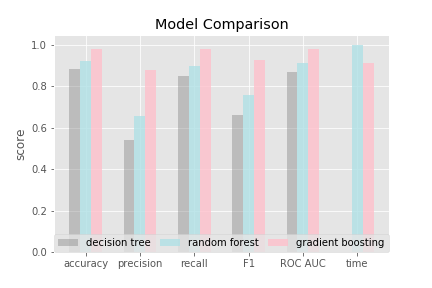 Model Comparison
1.0
0.8
0.6
0.4
0.2
0.0
score
decision tree random forest gradient boosting
accuracy precision recall F1 ROC AUC time